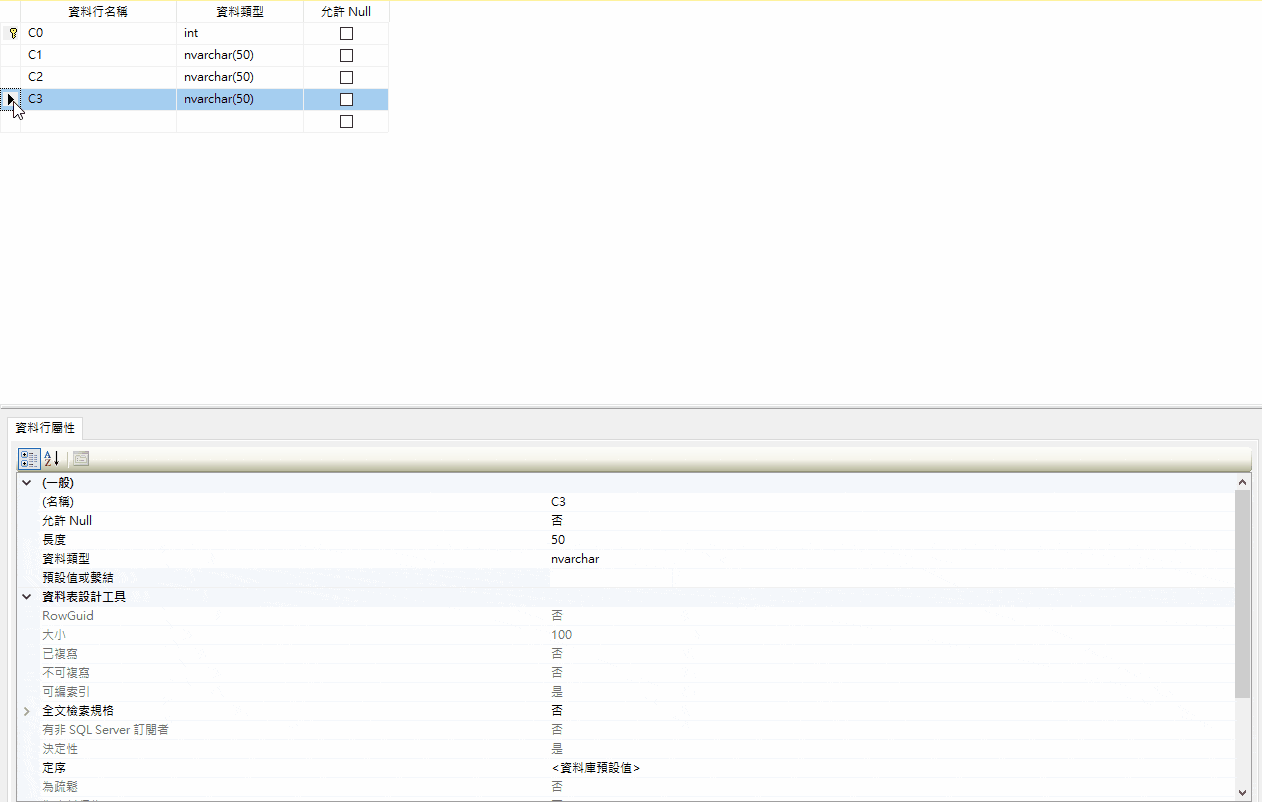 資料行名稱 資料類型 允許 Null
C0 int
C1 nvarchar(50)
C2 nvarchar(50)
C3 nvarchar(50)
資料行屬性
(一般)
(名稱) C3
允許 Null 否
長度 50
資料類型 nvarchar
預設值或繫結
資料表設計工具
RowGuid 否
大小 100
已複寫 否
不可複寫 否
可編索引 是
全文檢索規格 否
有非 SQL Server 訂閱者 否
決定性 是
定序 <資料庫預設值>
為疏鬆 否